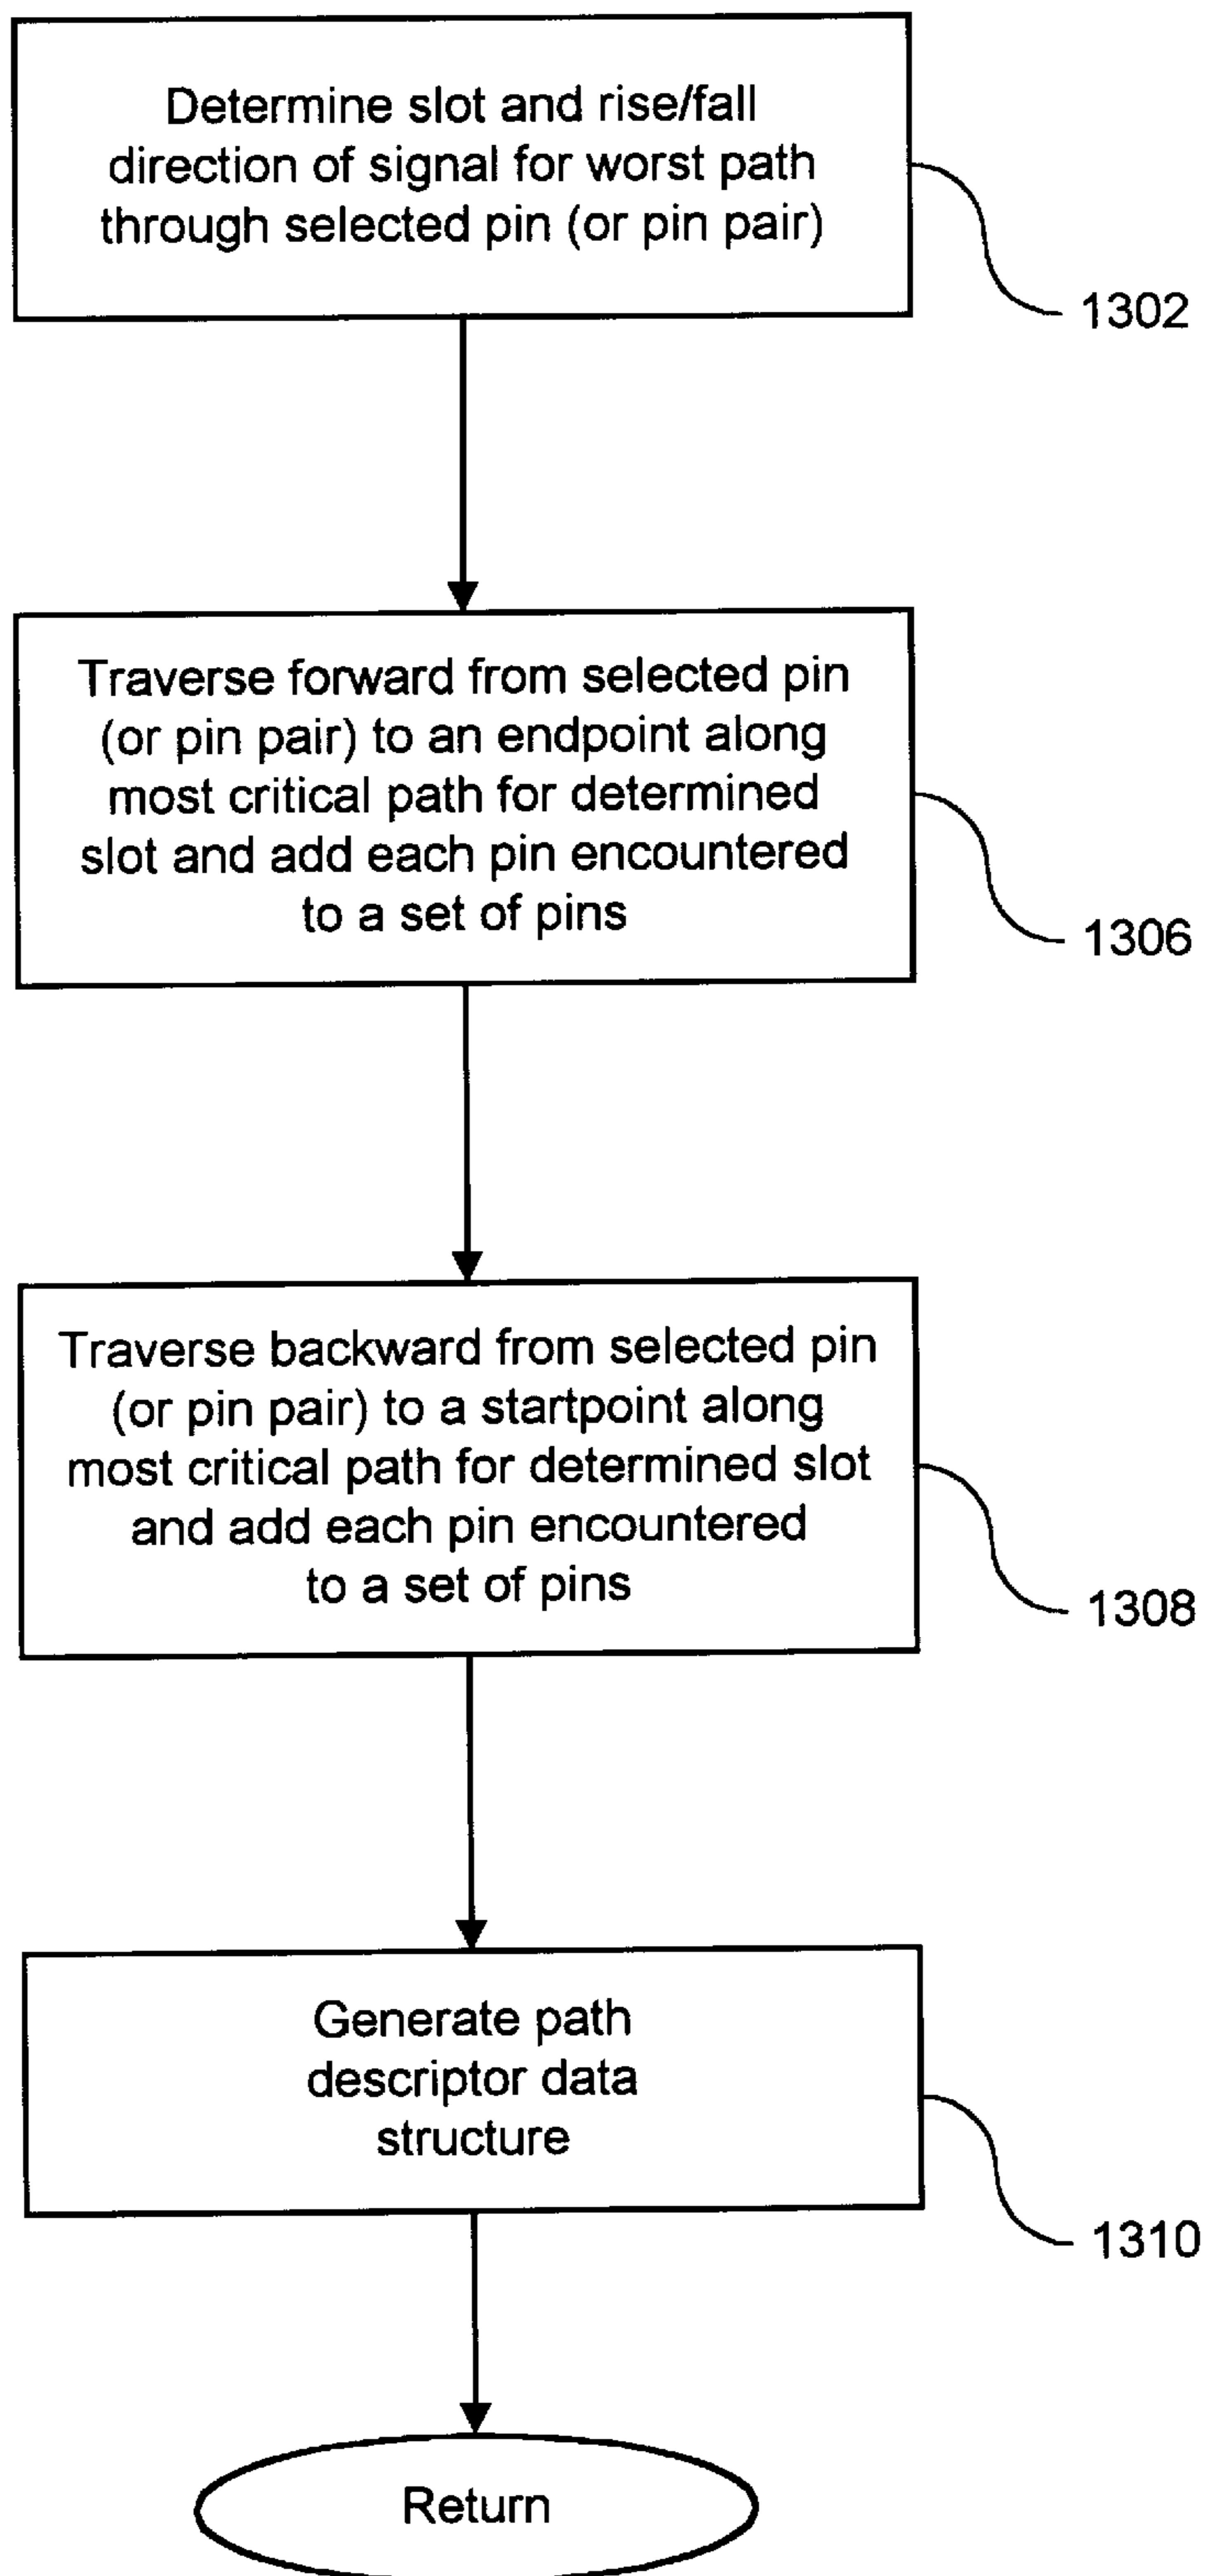 Determine slot and rise/fall
direction of signal for worst path
through selected pin (or pin pair)
1302
Traverse forward from selected pin
(or pin pair) to an endpoint along
most critical path for determined
slot and add each pin encountered
to a set of pins
1306
Traverse backward from selected pin
(or pin pair) to a startpoint along
most critical path for determined slot
and add each pin encountered
to a set of pins
1308
Generate path
descriptor data
structure
1310
Return